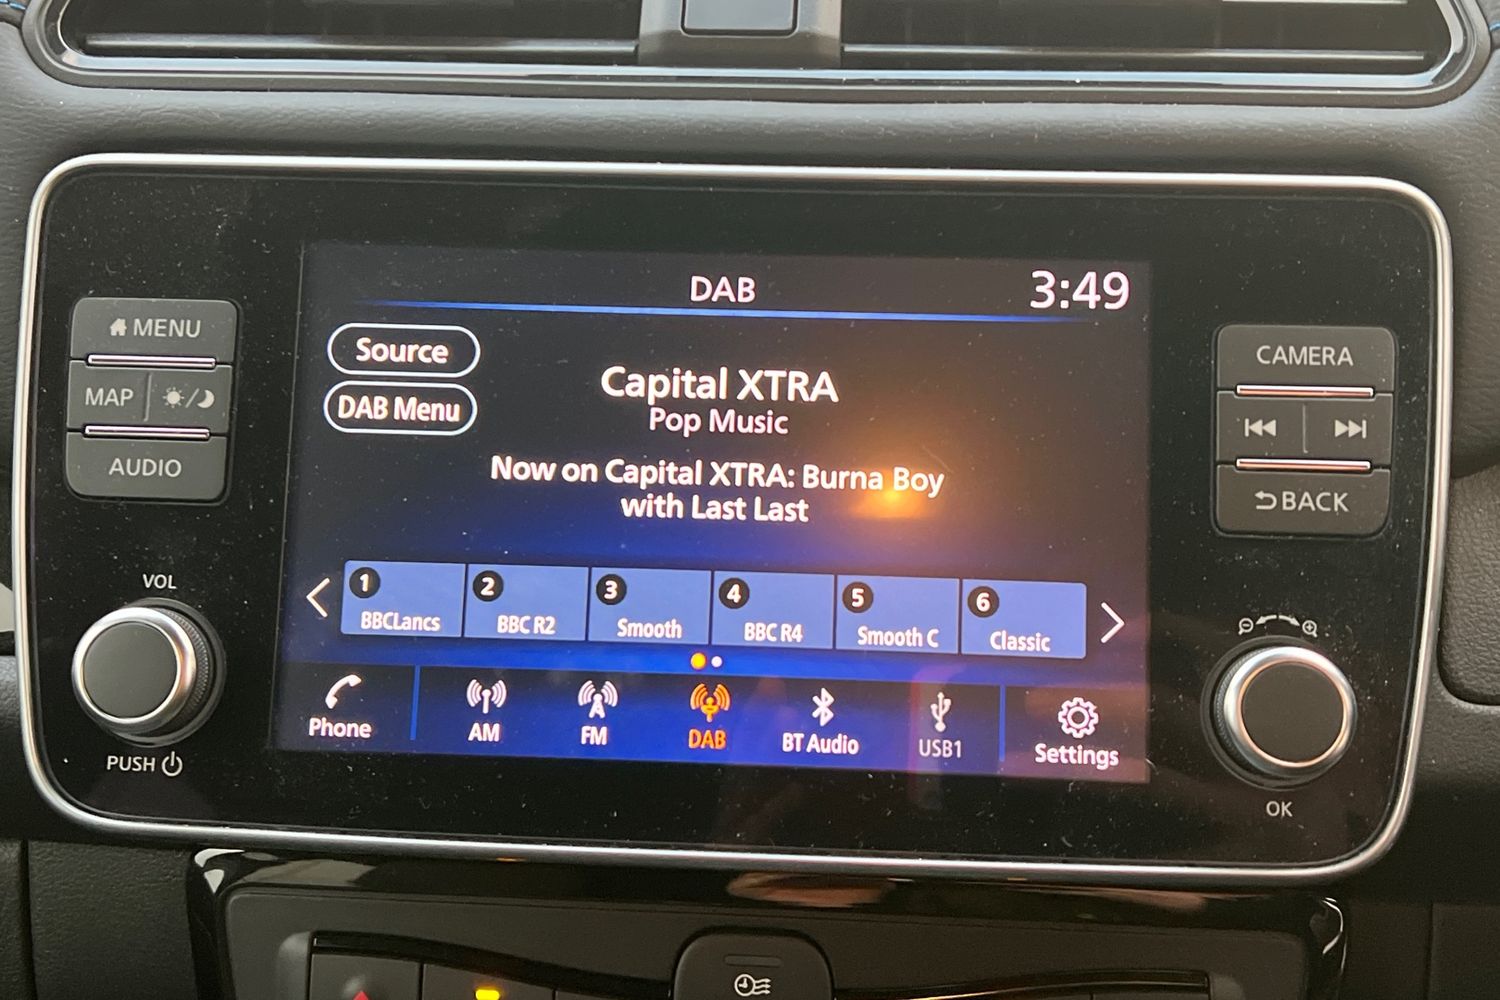 DAB
3:49
MENU
MAP
AUDIO
VOL
PUSH
Source
DAB Menu
Capital XTRA
Pop Music
Now on Capital XTRA: Burna Boy
with Last Last
1 2 3 4 5 6
BBCLancs BBC R2 Smooth BBC R4 Smooth C Classic
Phone AM FM DAB BT Audio USB1 Settings
CAMERA
BACK
OK